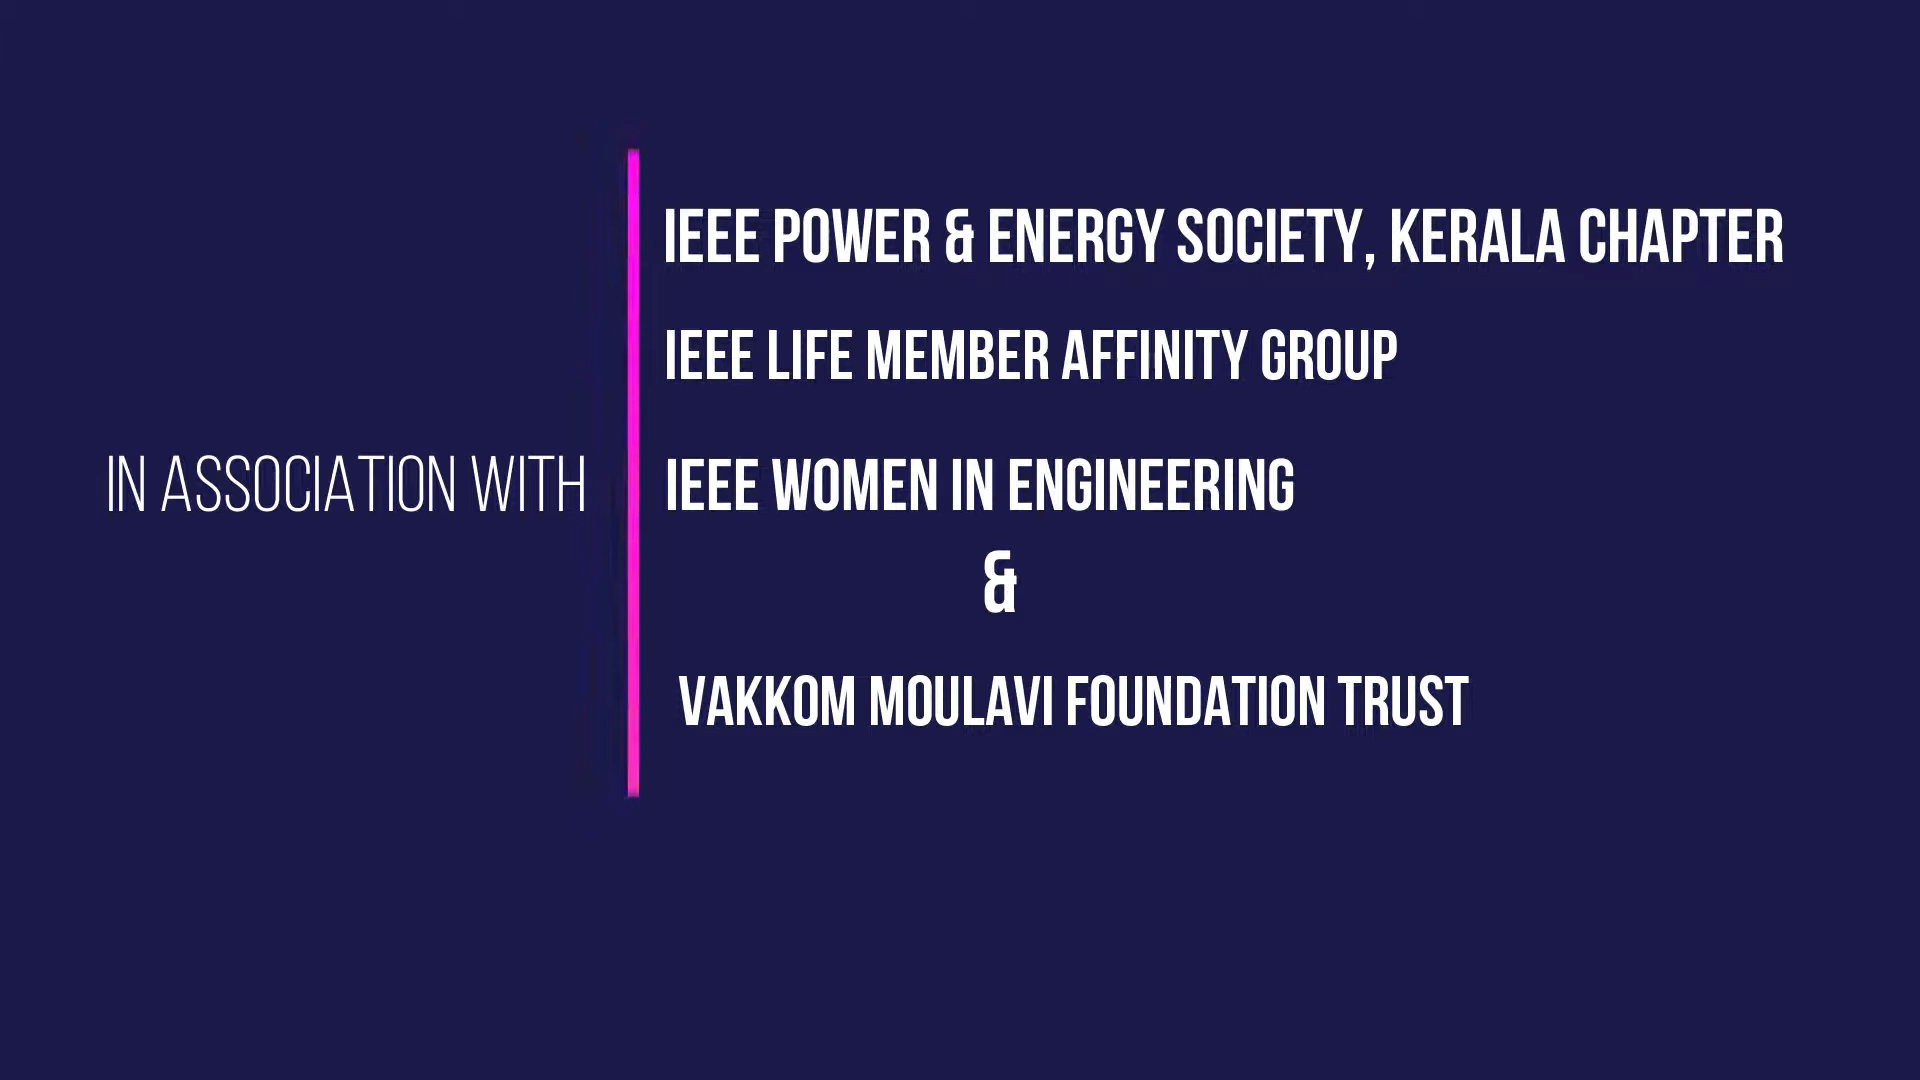 IN ASSOCIATION WITH
IEEE POWER & ENERGY SOCIETY, KERALA CHAPTER
IEEE LIFE MEMBER AFFINITY GROUP
IEEE WOMEN IN ENGINEERING
&
VAKKOM MOULAVI FOUNDATION TRUST